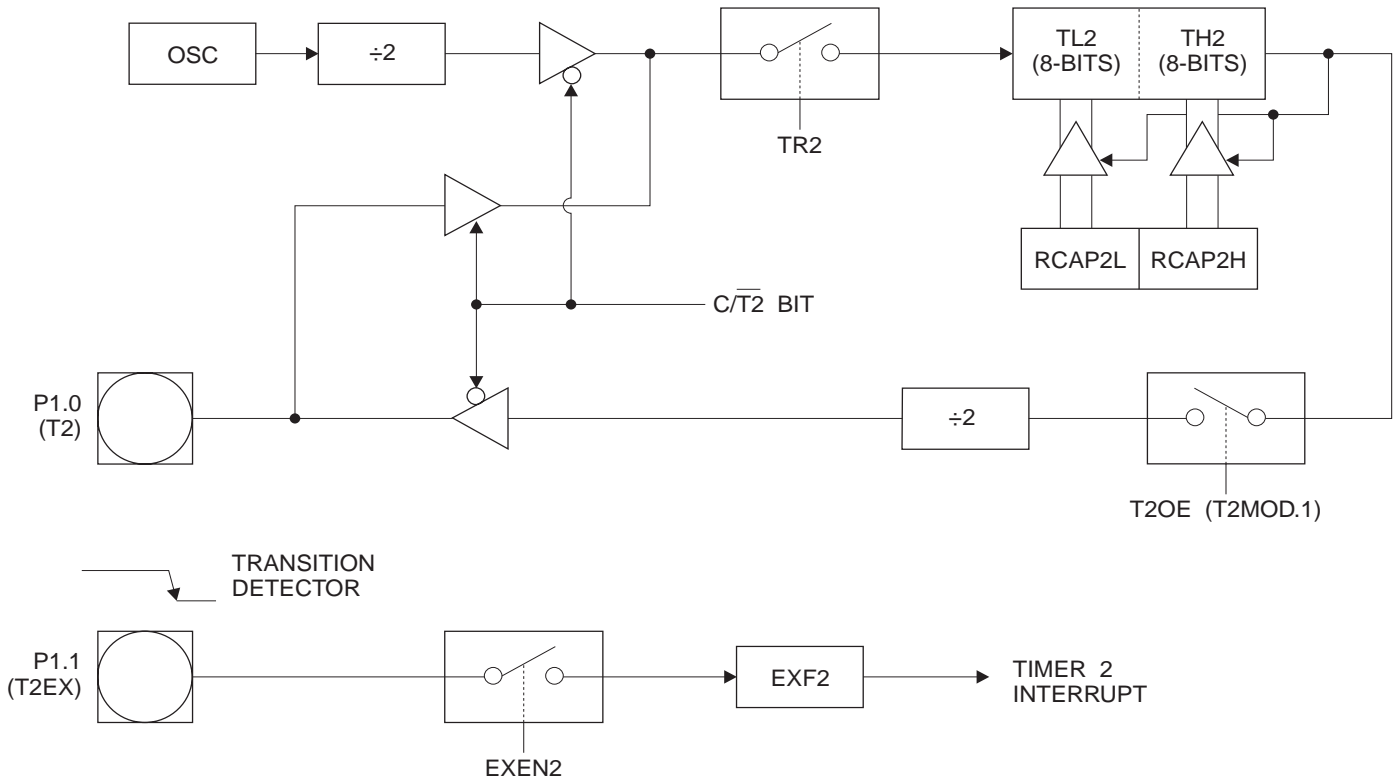 OSC
÷2
TR2
TL2
(8-BITS)
TH2
(8-BITS)
RCAP2L
RCAP2H
C/T̅2̅ BIT
P1.0
(T2)
÷2
T2OE (T2MOD.1)
TRANSITION
DETECTOR
P1.1
(T2EX)
EXEN2
EXF2
TIMER 2
INTERRUPT